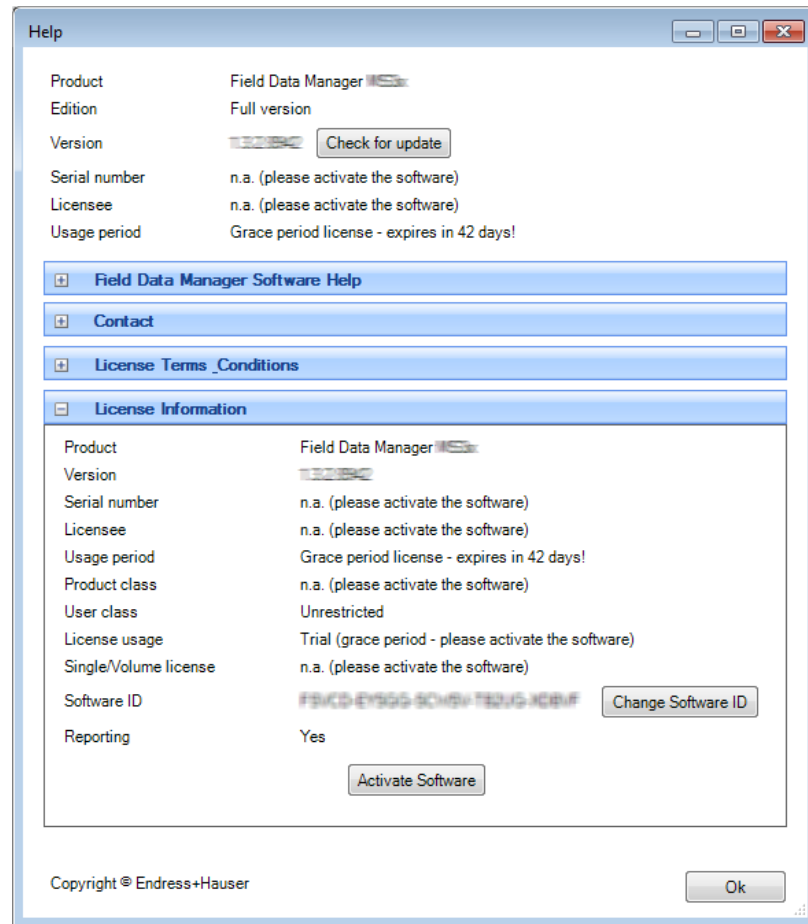 Help
Product Field Data Manager
Edition Full version
Version Check for update
Serial number n.a. (please activate the software)
Licensee n.a. (please activate the software)
Usage period Grace period license - expires in 42 days!
Field Data Manager Software Help
Contact
License Terms _Conditions
License Information
Product Field Data Manager
Version
Serial number n.a. (please activate the software)
Licensee n.a. (please activate the software)
Usage period Grace period license - expires in 42 days!
Product class n.a. (please activate the software)
User class Unrestricted
License usage Trial (grace period - please activate the software)
Single/Volume license n.a. (please activate the software)
Software ID Change Software ID
Reporting Yes
Activate Software
Copyright © Endress+Hauser Ok